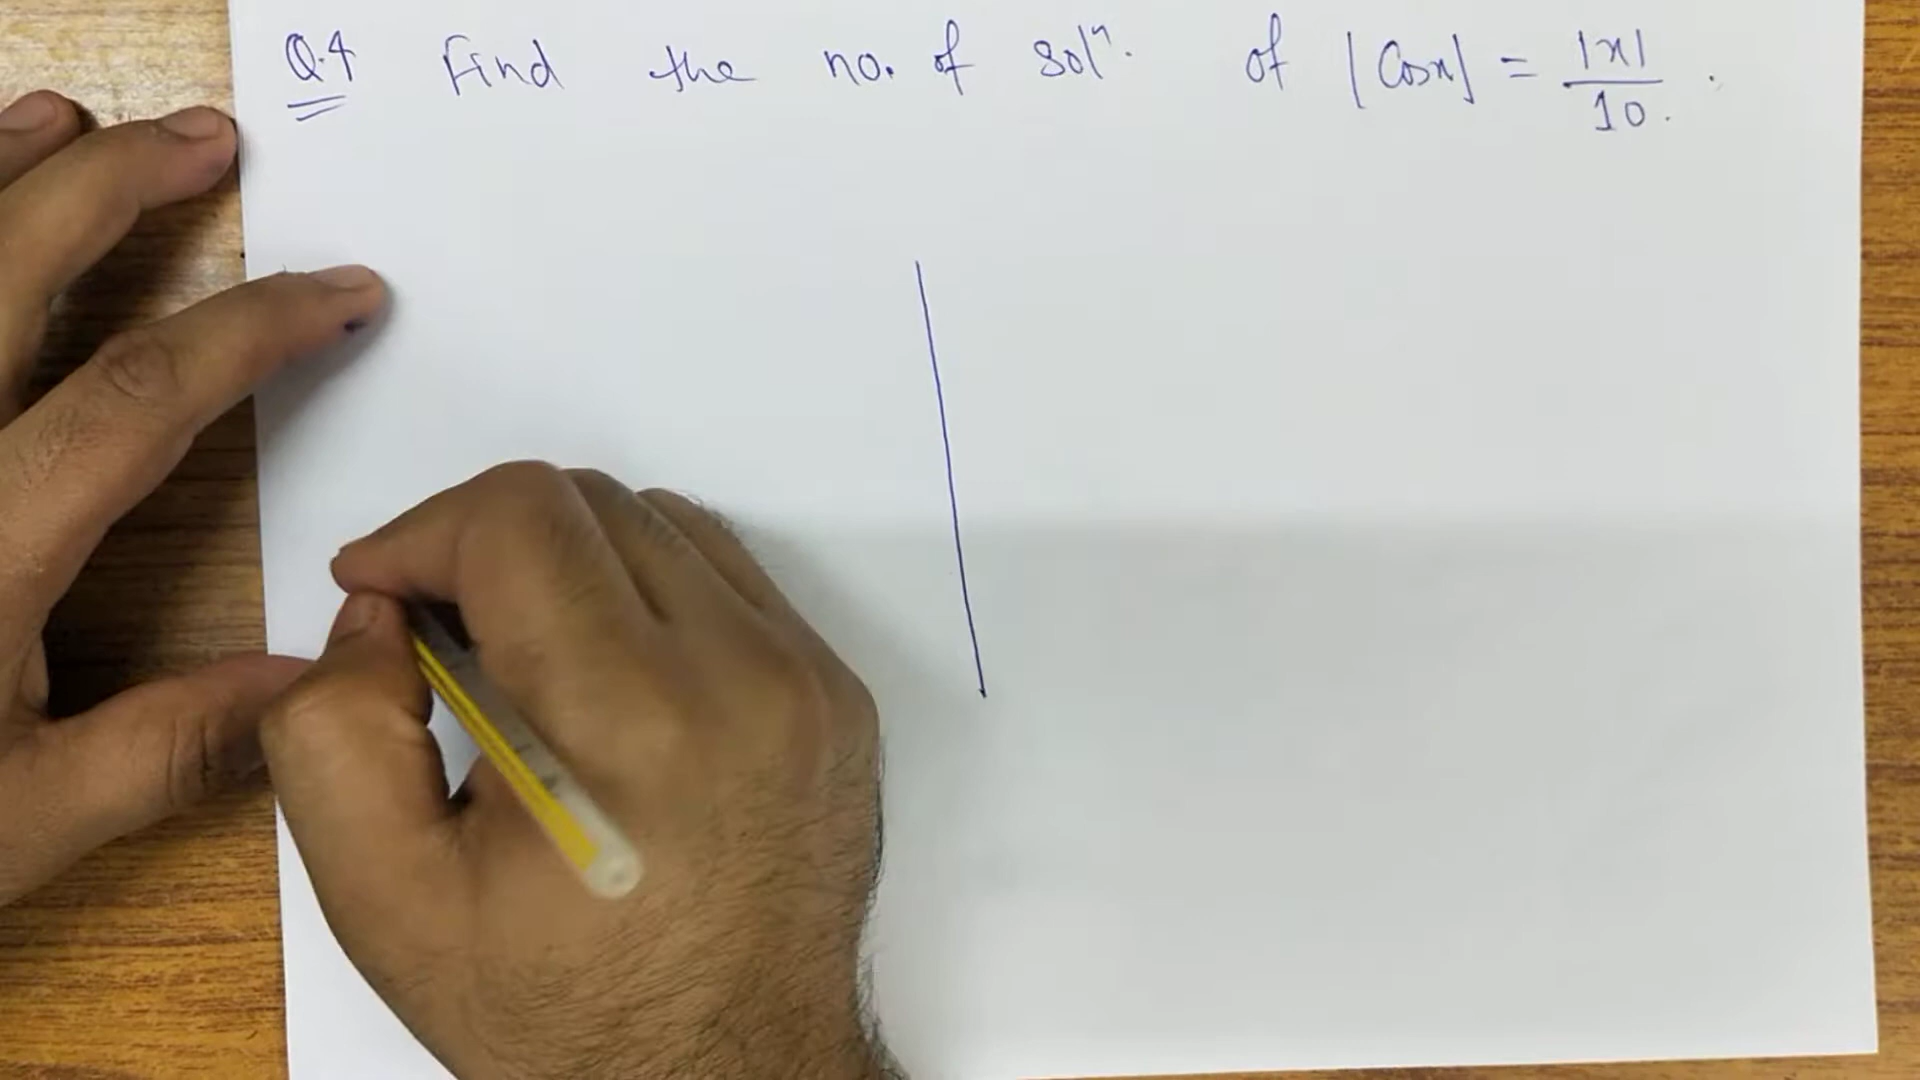 Q.4 Find the no. of solⁿ. of |Cosx| = |x|/10.